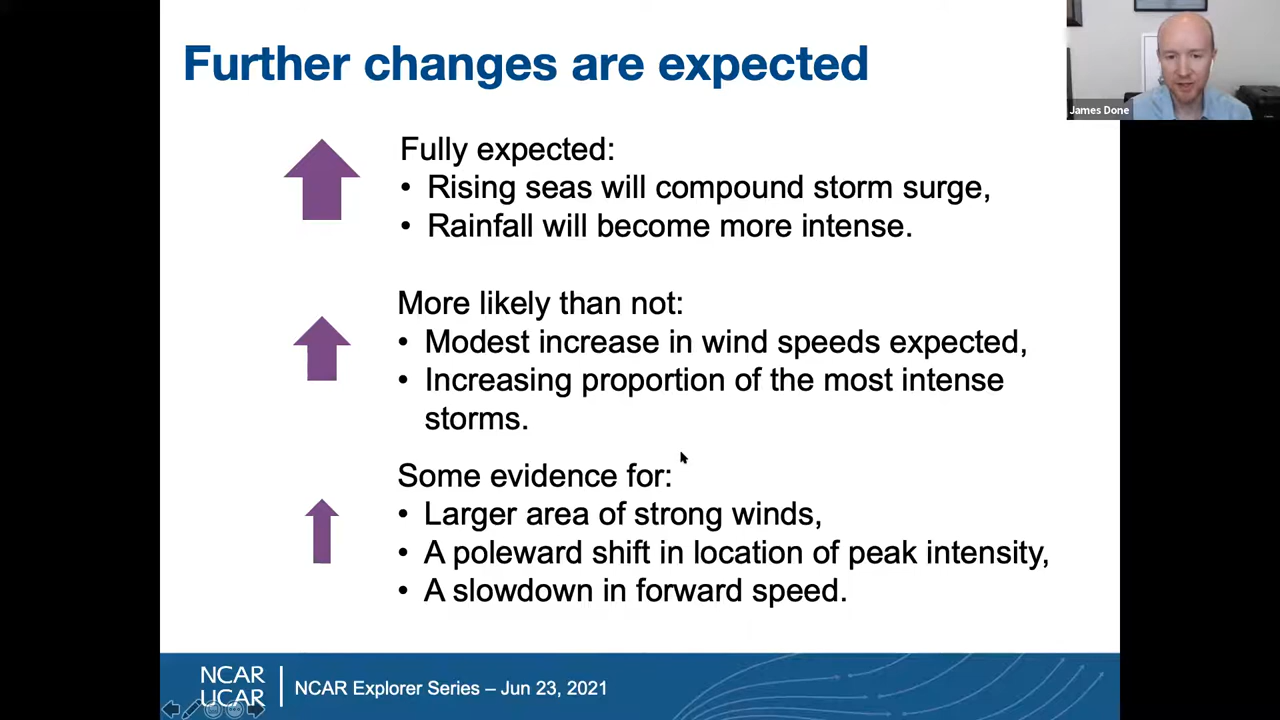 Further changes are expected
James Done
Fully expected:
• Rising seas will compound storm surge,
• Rainfall will become more intense.
More likely than not:
• Modest increase in wind speeds expected,
• Increasing proportion of the most intense
storms.
Some evidence for:
• Larger area of strong winds,
• A poleward shift in location of peak intensity,
• A slowdown in forward speed.
NCAR
UCAR
NCAR Explorer Series – Jun 23, 2021